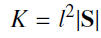 K = l²|S|